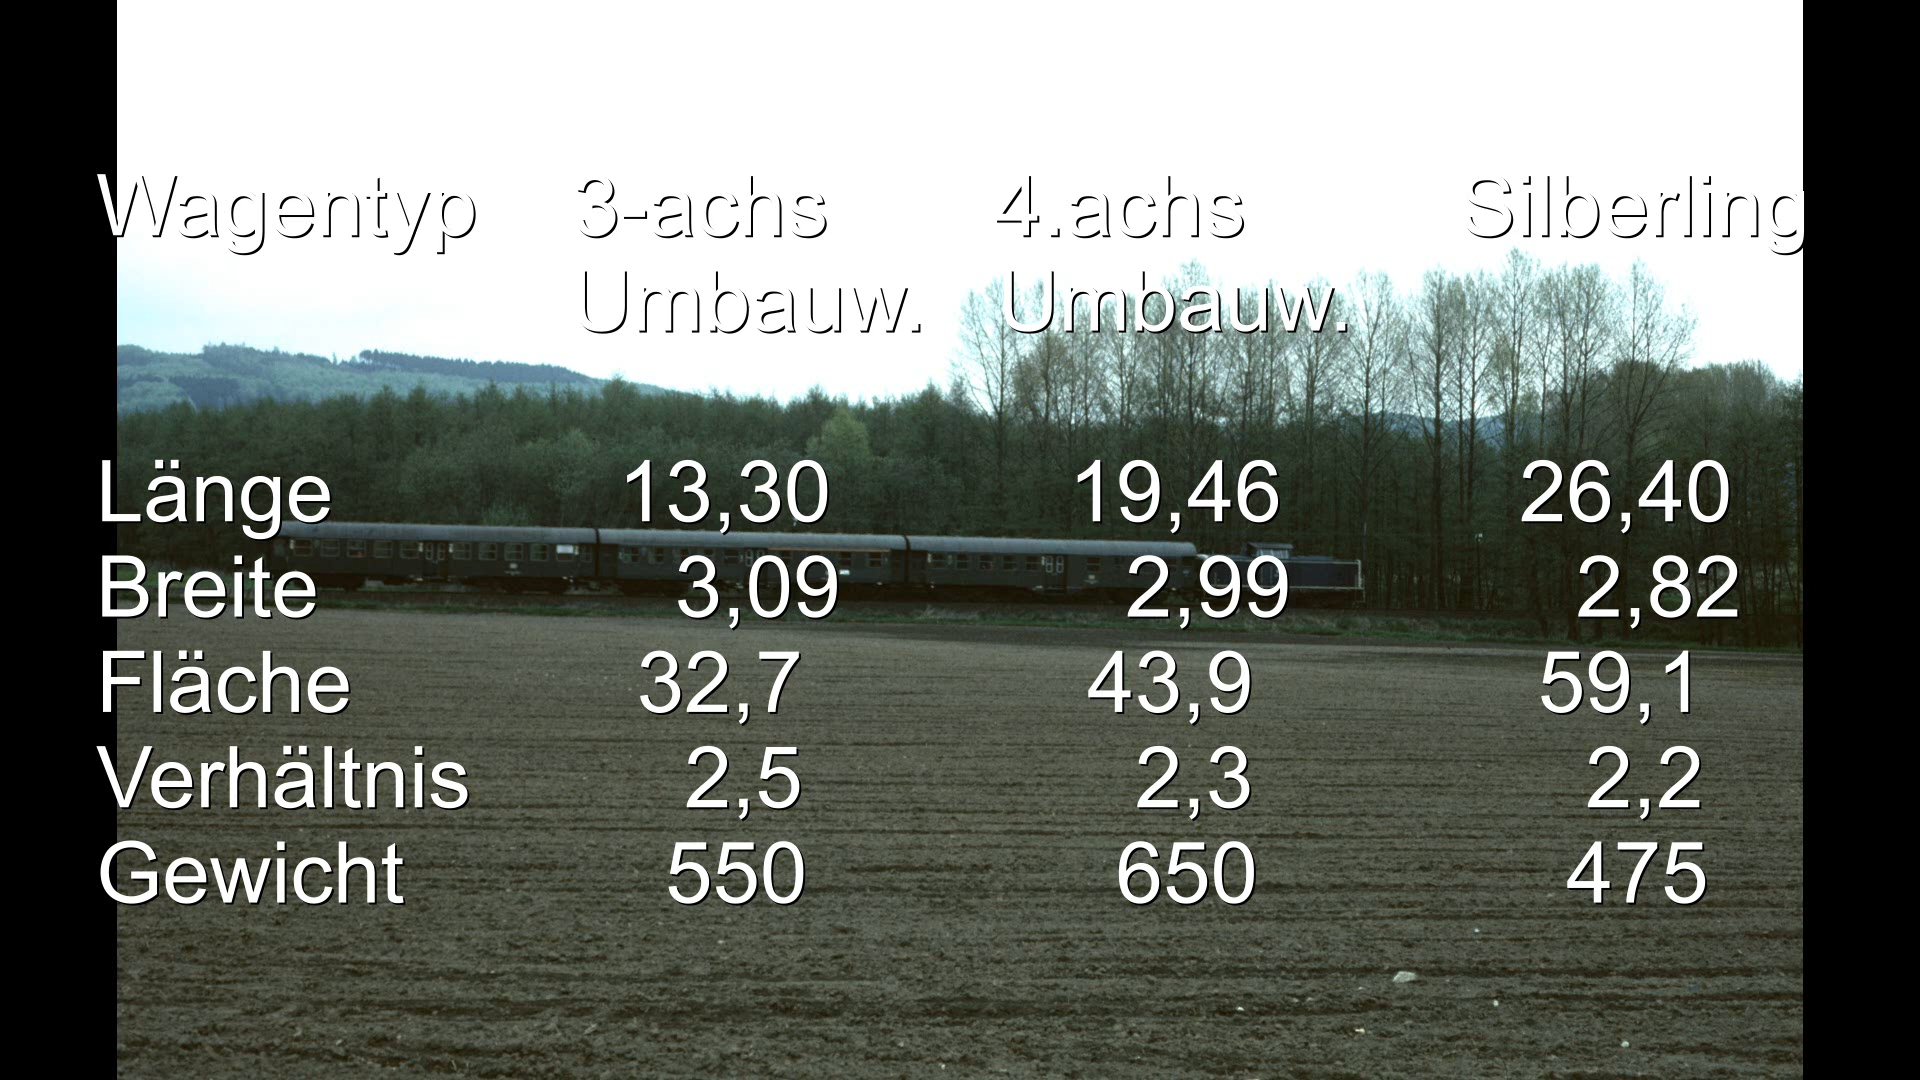 Wagentyp 3-achs 4.achs Silberling
Umbauw. Umbauw.
Länge 13,30 19,46 26,40
Breite 3,09 2,99 2,82
Fläche 32,7 43,9 59,1
Verhältnis 2,5 2,3 2,2
Gewicht 550 650 475